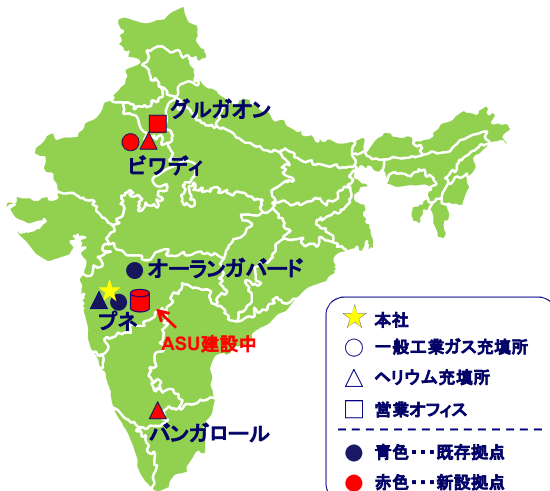 グルガオン
ビワディ
オーランガバード
プネ
ASU建設中
バンガロール
本社
一般工業ガス充填所
ヘリウム充填所
営業オフィス
青色・・・既存拠点
赤色・・・新設拠点